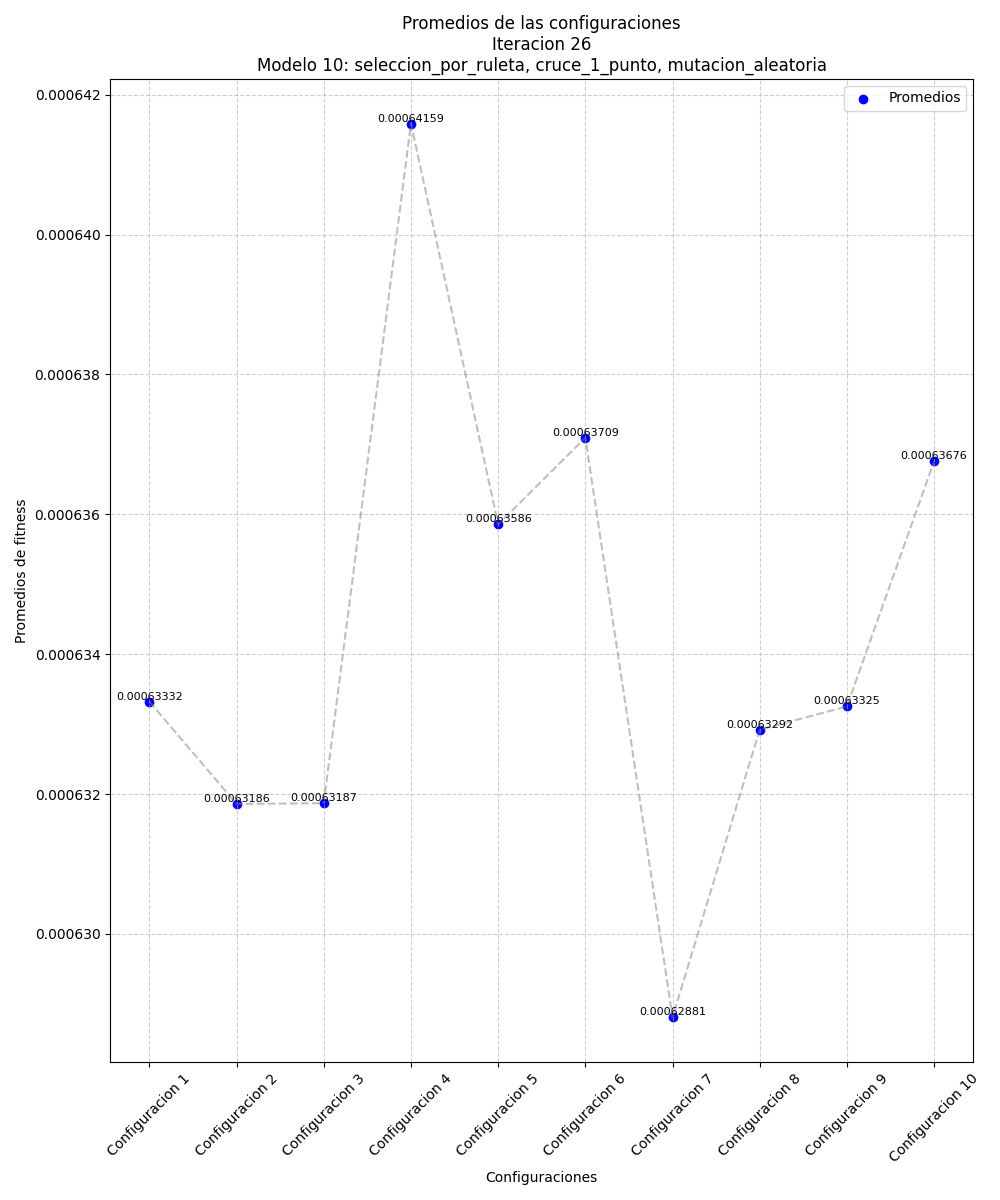 Promedios de las configuraciones
Iteracion 26
Modelo 10: seleccion_por_ruleta, cruce_1_punto, mutacion_aleatoria
Promedios
0.000642
0.000640
0.000638
0.000636
0.000634
0.000632
0.000630
Promedios de fitness
0.00063332
0.00063186
0.00063187
0.00064159
0.00063586
0.00063709
0.00062881
0.00063292
0.00063325
0.00063676
Configuracion 1
Configuracion 2
Configuracion 3
Configuracion 4
Configuracion 5
Configuracion 6
Configuracion 7
Configuracion 8
Configuracion 9
Configuracion 10
Configuraciones